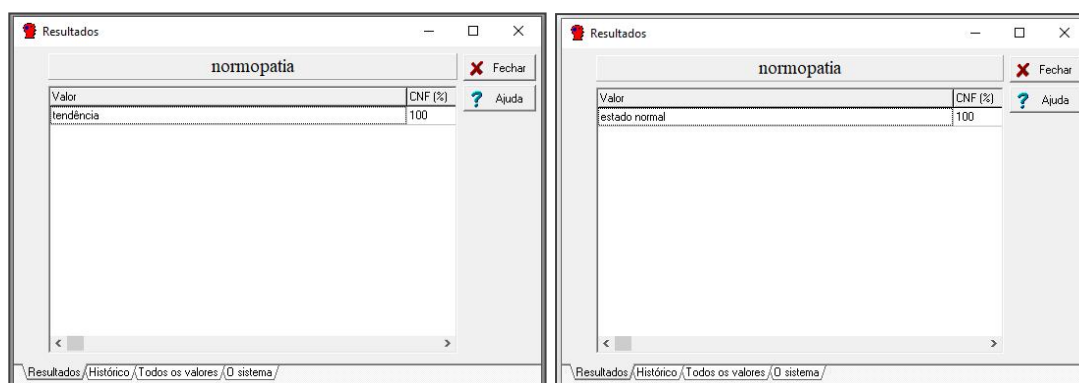 Resultados
normopatia
Fechar
Valor CNF (%)
Ajuda
tendência 100
Resultados Histórico Todos os valores O sistema
Resultados
normopatia
Fechar
Valor CNF (%)
Ajuda
estado normal 100
Resultados Histórico Todos os valores O sistema